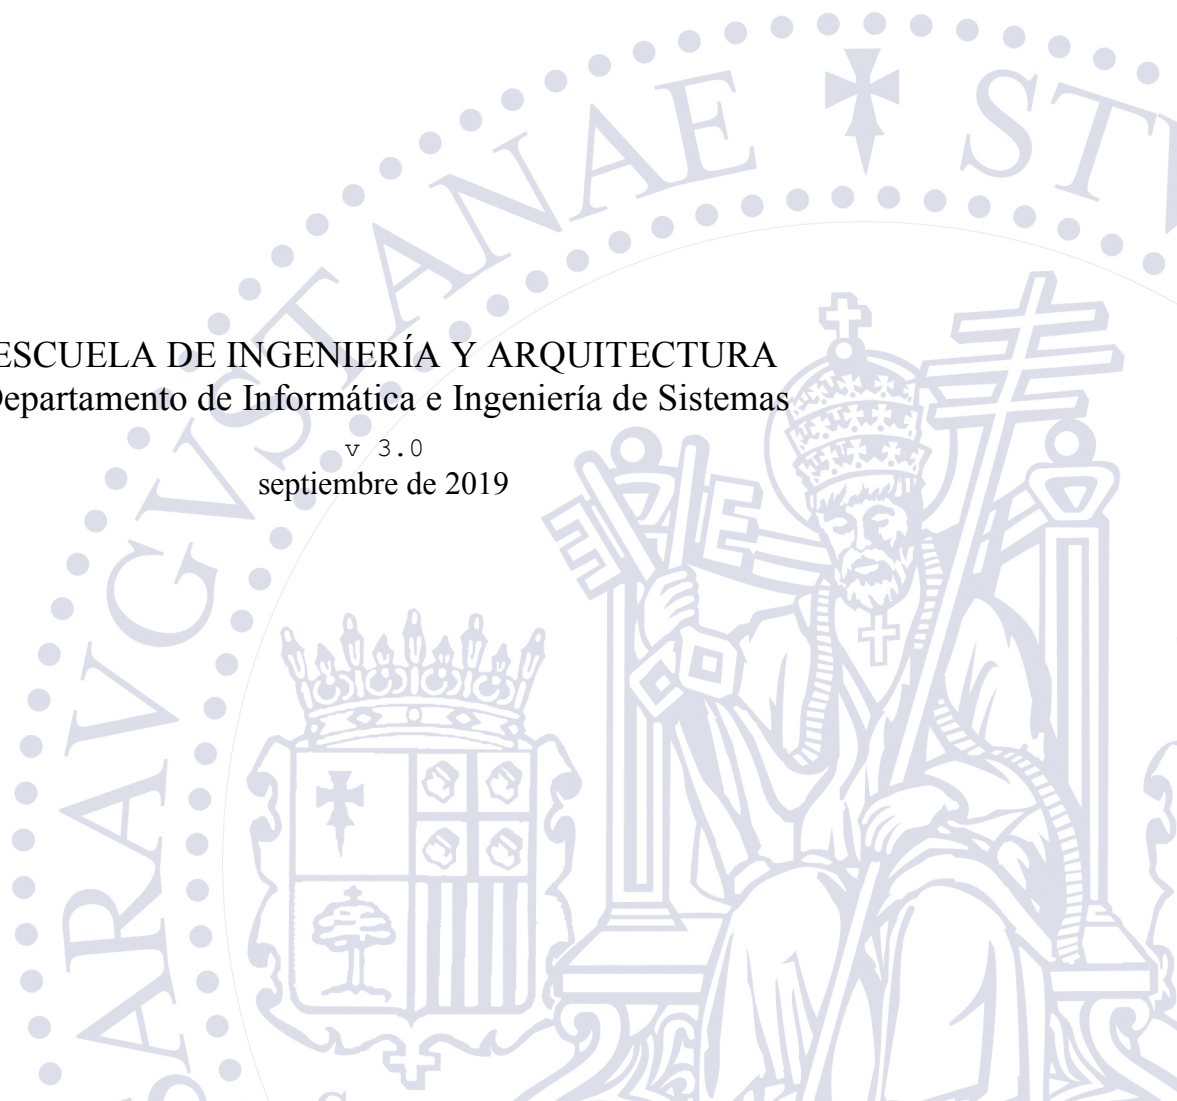 ARAVGVSTANAE ST
ESCUELA DE INGENIERÍA Y ARQUITECTURA
Departamento de Informática e Ingeniería de Sistemas
v 3.0
septiembre de 2019